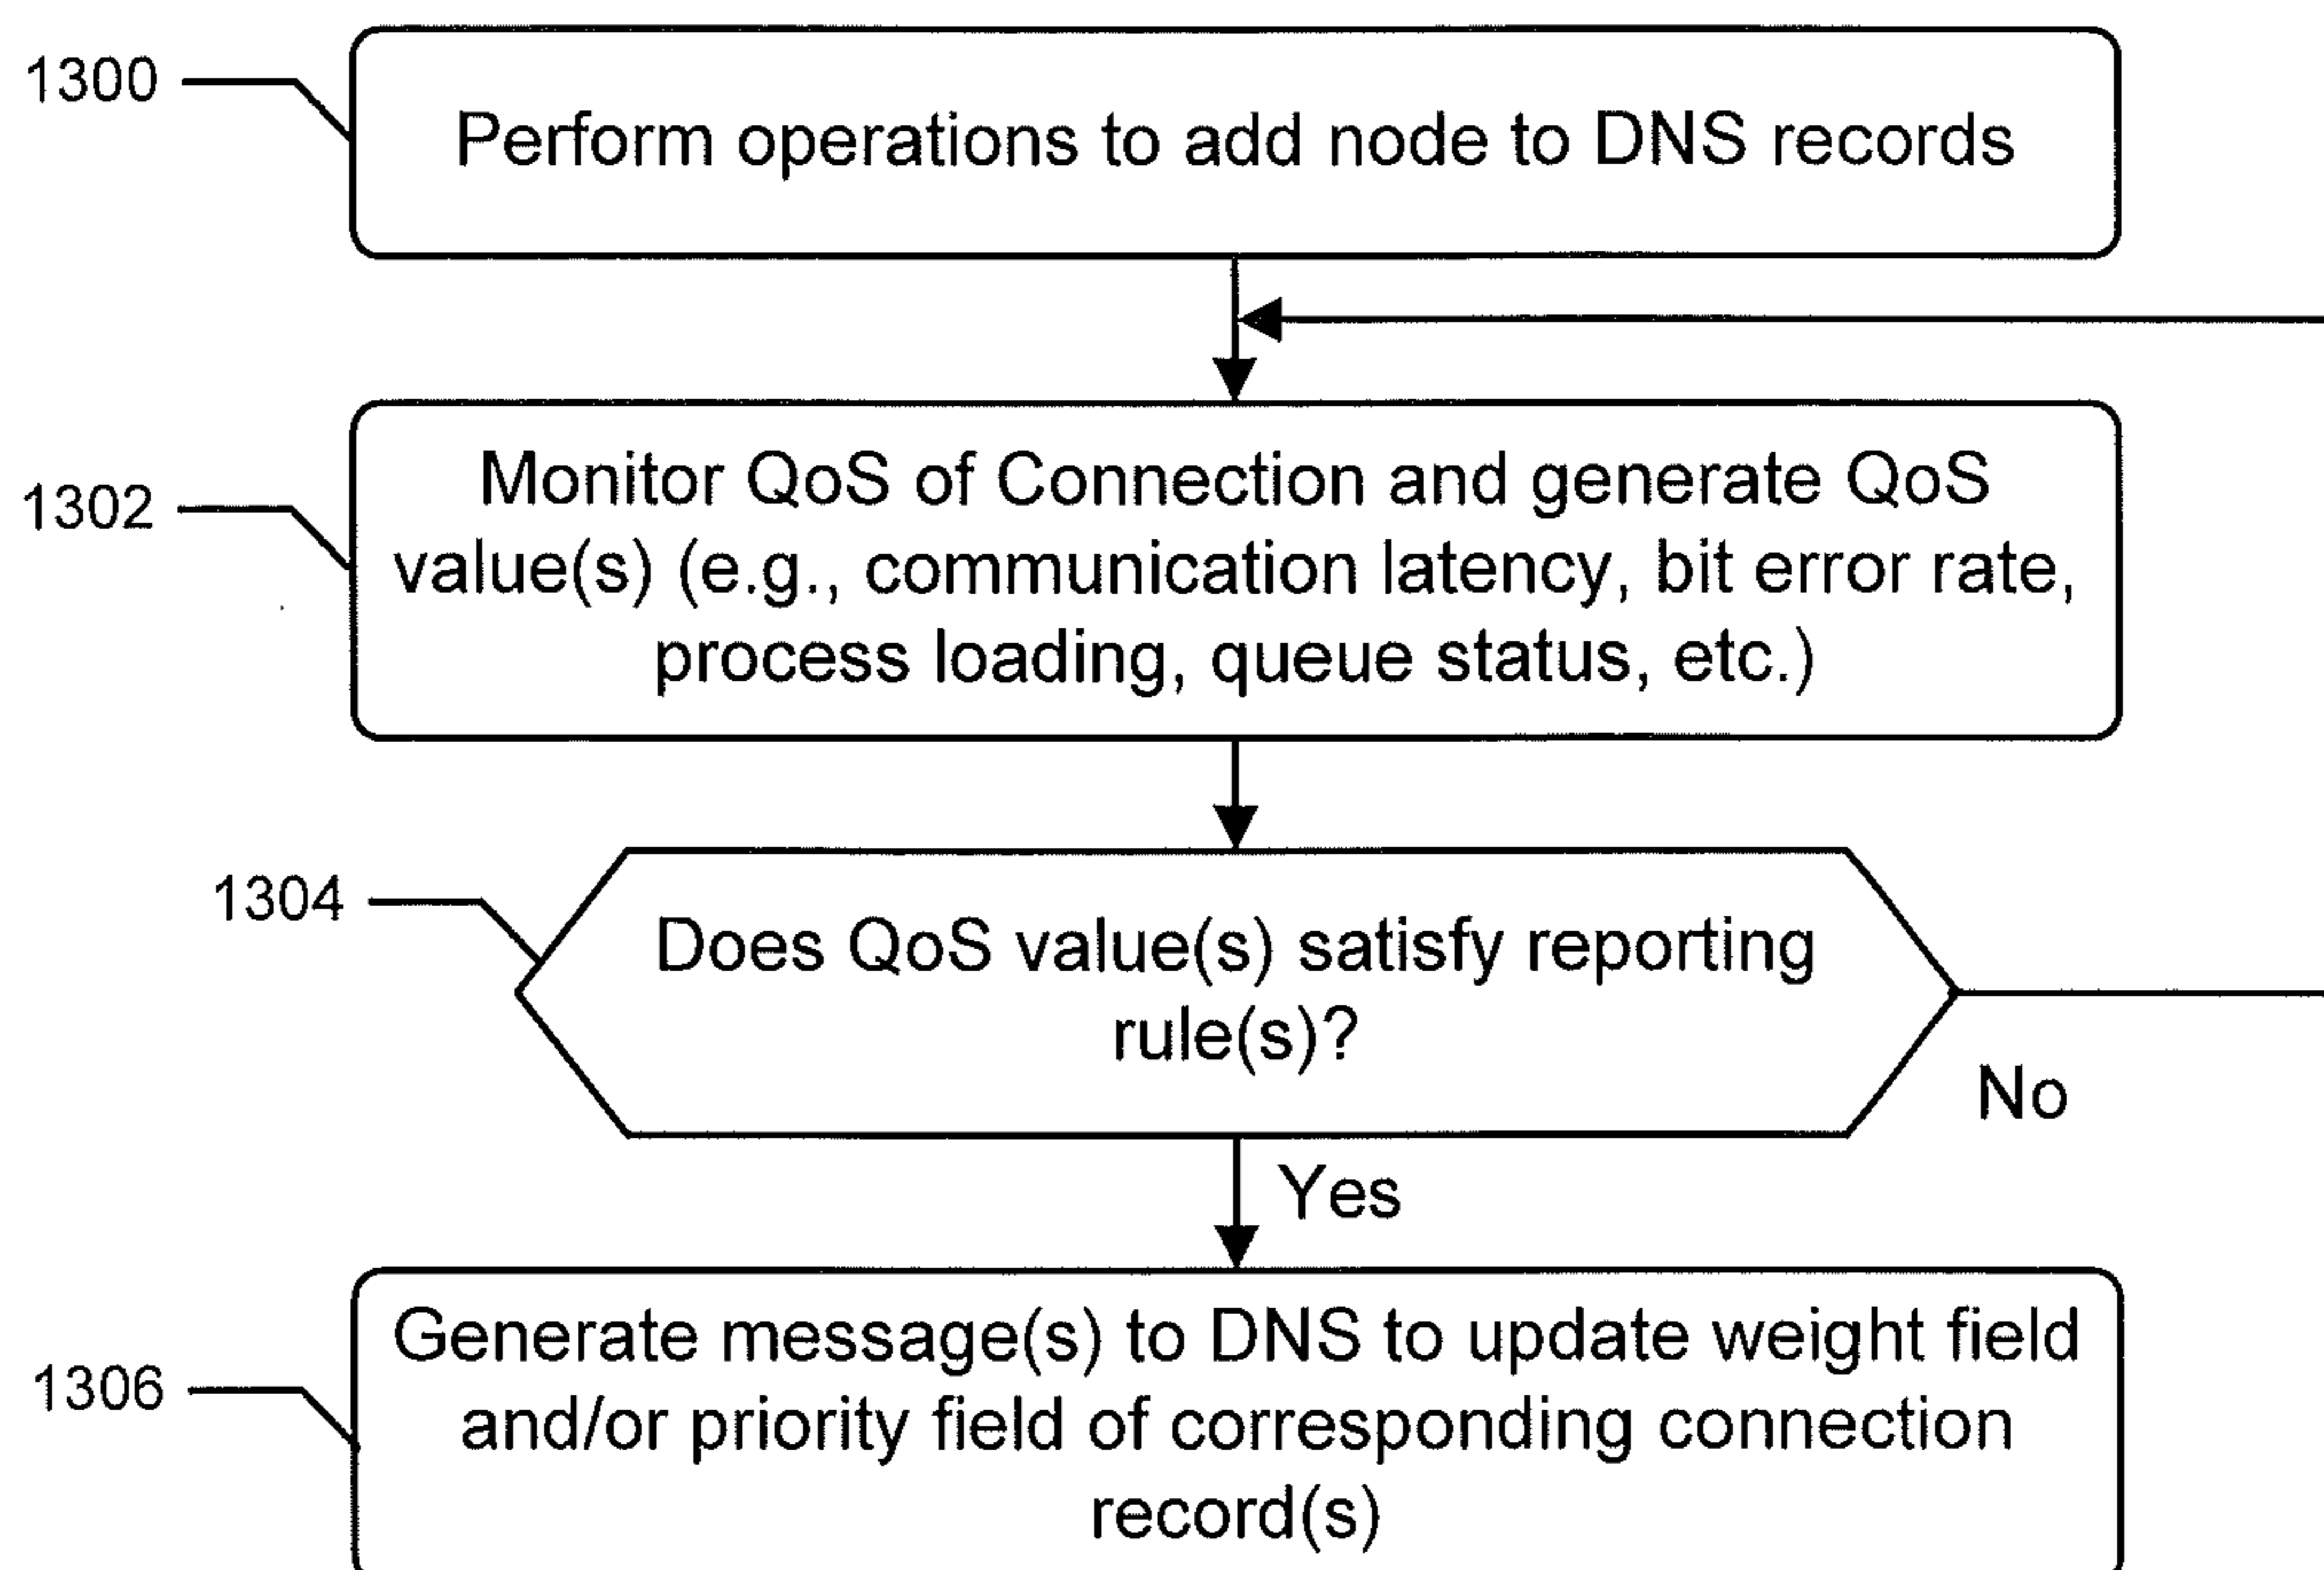 1300
Perform operations to add node to DNS records
1302
Monitor QoS of Connection and generate QoS
value(s) (e.g., communication latency, bit error rate,
process loading, queue status, etc.)
1304
Does QoS value(s) satisfy reporting
rule(s)?
No
Yes
1306
Generate message(s) to DNS to update weight field
and/or priority field of corresponding connection
record(s)